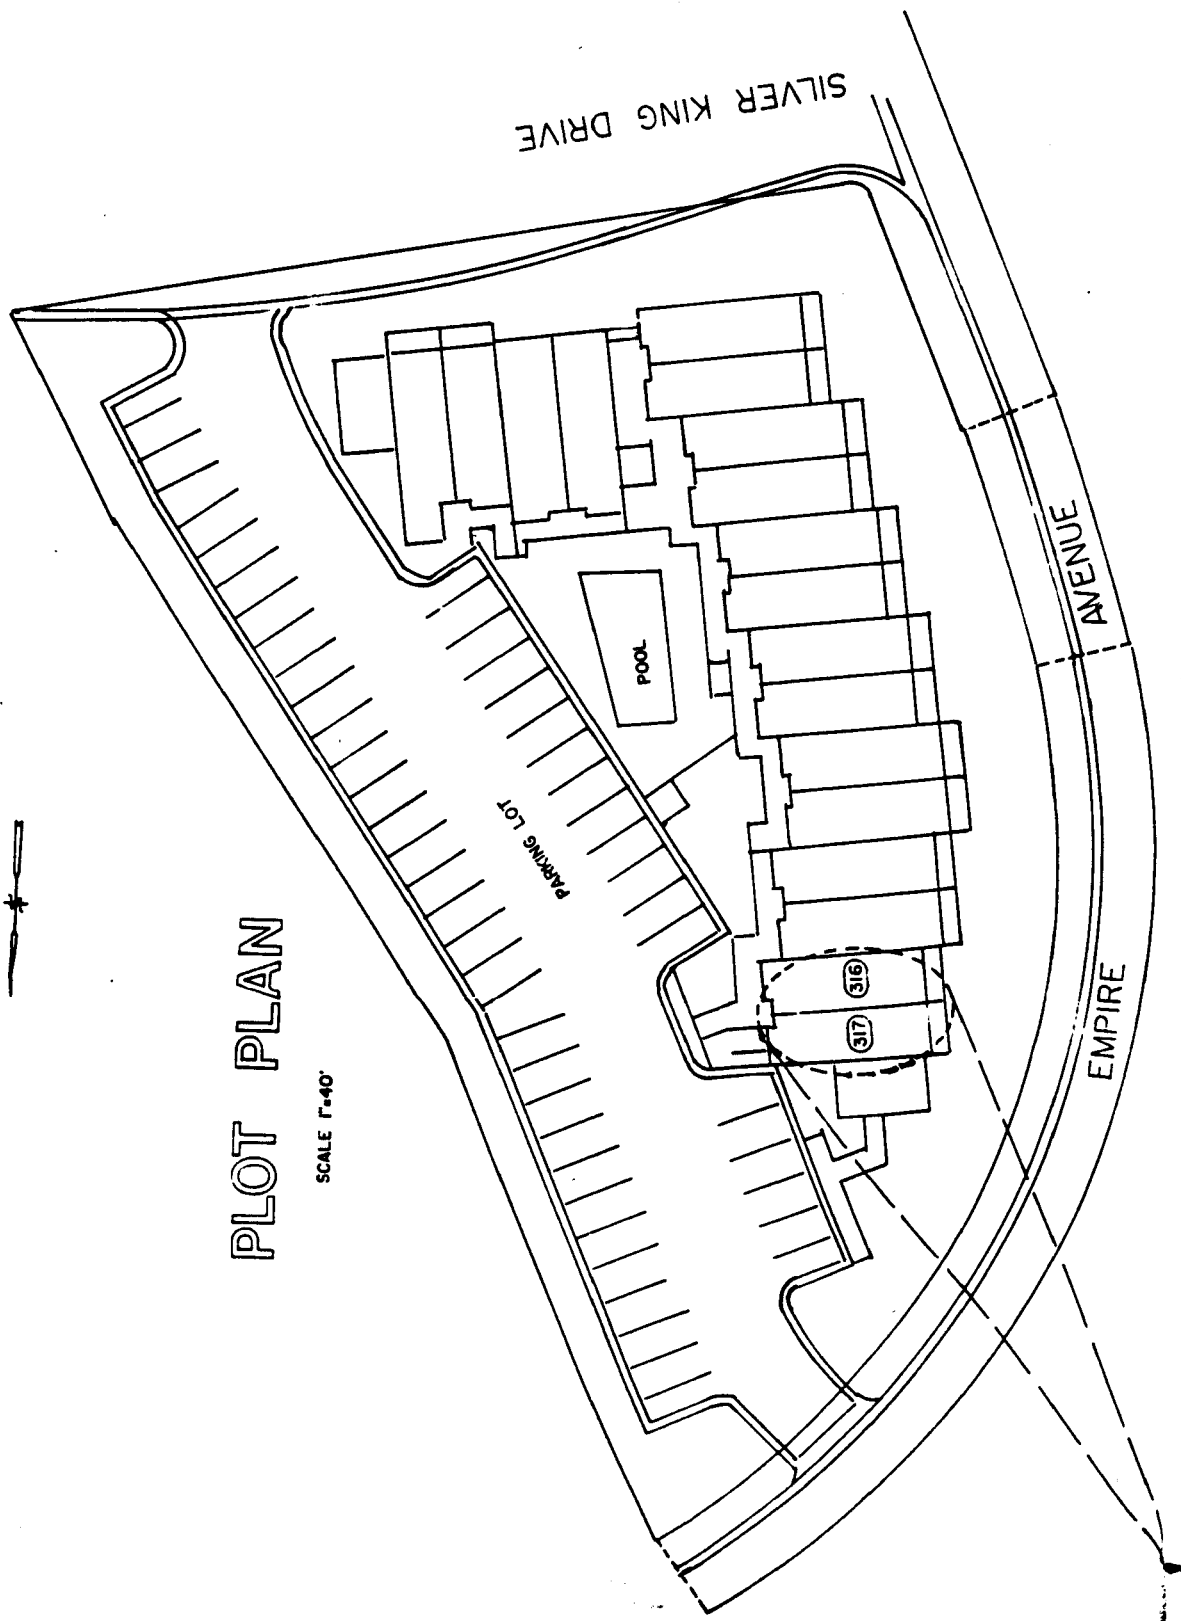 SILVER KING DRIVE
PLOT PLAN
SCALE 1"=40'
PARKING LOT
POOL
316
317
EMPIRE AVENUE